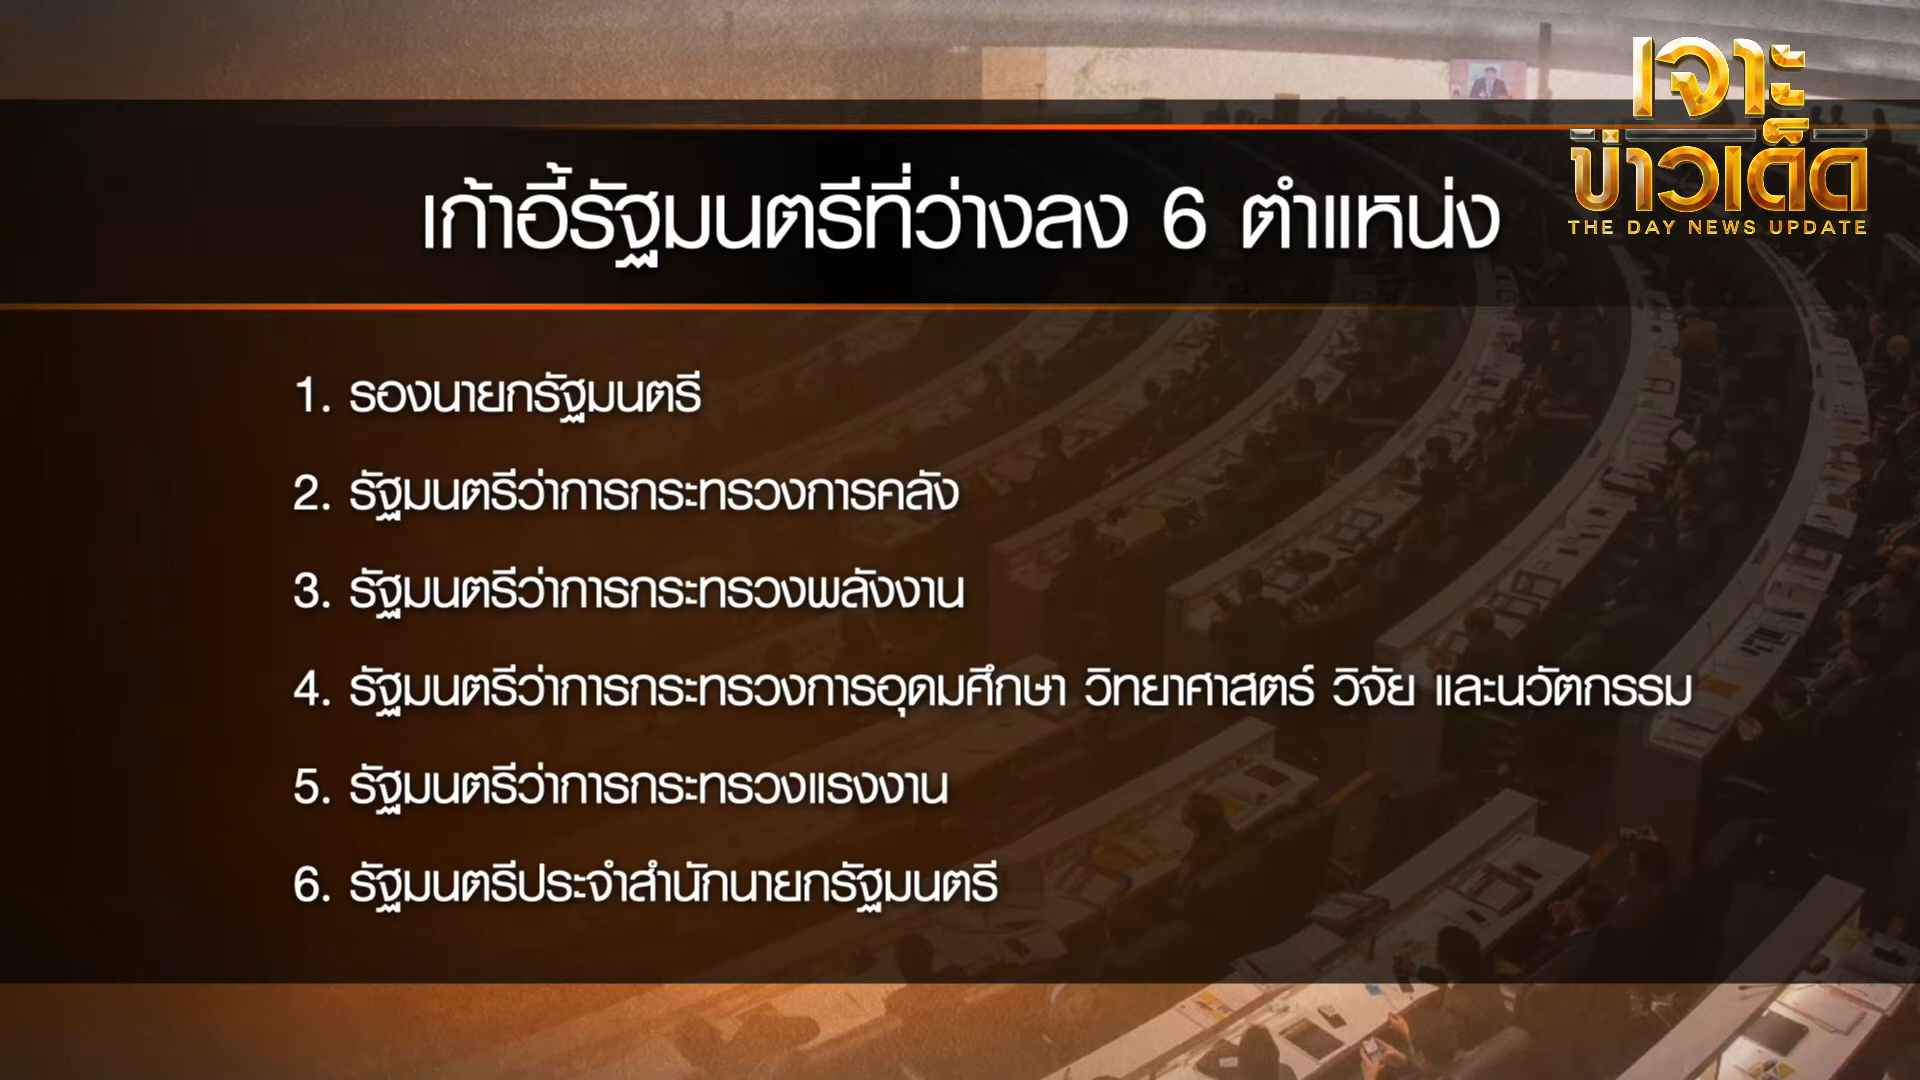 เจาะ
ข่าวเด็ด
THE DAY NEWS UPDATE
เก้าอี้รัฐมนตรีที่ว่างลง 6 ตำแหน่ง
1. รองนายกรัฐมนตรี
2. รัฐมนตรีว่าการกระทรวงการคลัง
3. รัฐมนตรีว่าการกระทรวงพลังงาน
4. รัฐมนตรีว่าการกระทรวงการอุดมศึกษา วิทยาศาสตร์ วิจัย และนวัตกรรม
5. รัฐมนตรีว่าการกระทรวงแรงงาน
6. รัฐมนตรีประจำสำนักนายกรัฐมนตรี